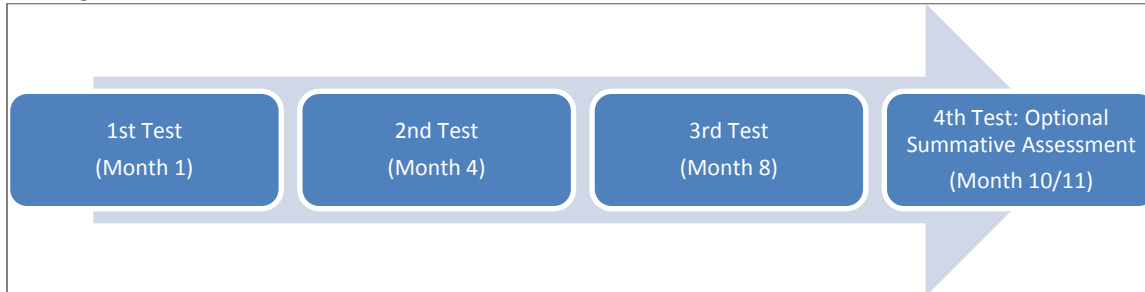 1st Test
(Month 1)
2nd Test
(Month 4)
3rd Test
(Month 8)
4th Test: Optional
Summative Assessment
(Month 10/11)